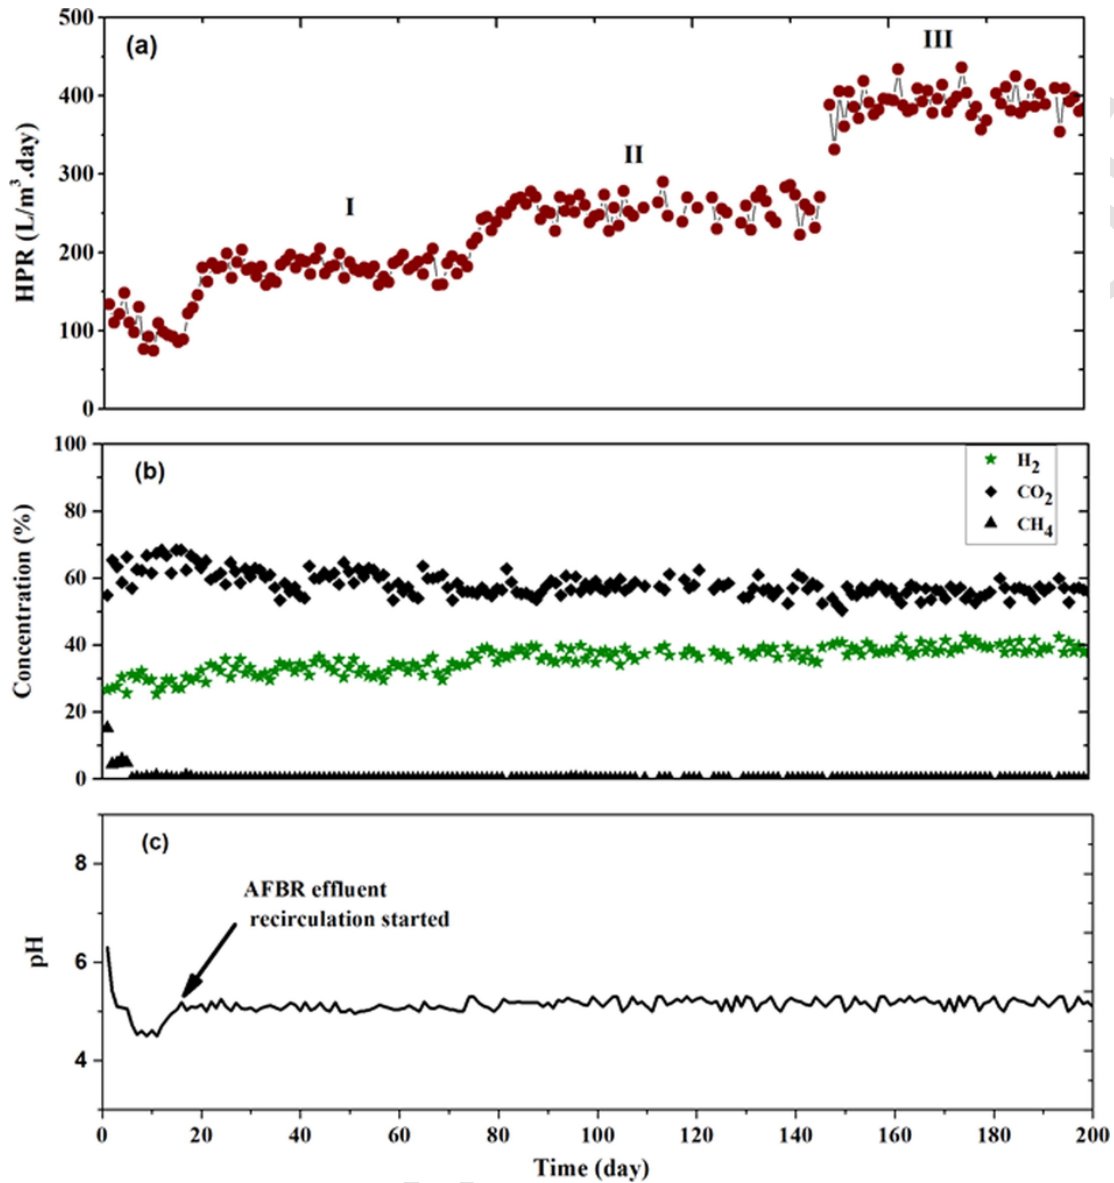 500
(a)
III
400
II
300
I
200
100
0
HPR (L/m³.day)
100
(b)
H₂
CO₂
CH₄
80
60
40
20
0
Concentration (%)
(c)
8
AFBR effluent
recirculation started
6
4
pH
0 20 40 60 80 100 120 140 160 180 200
Time (day)